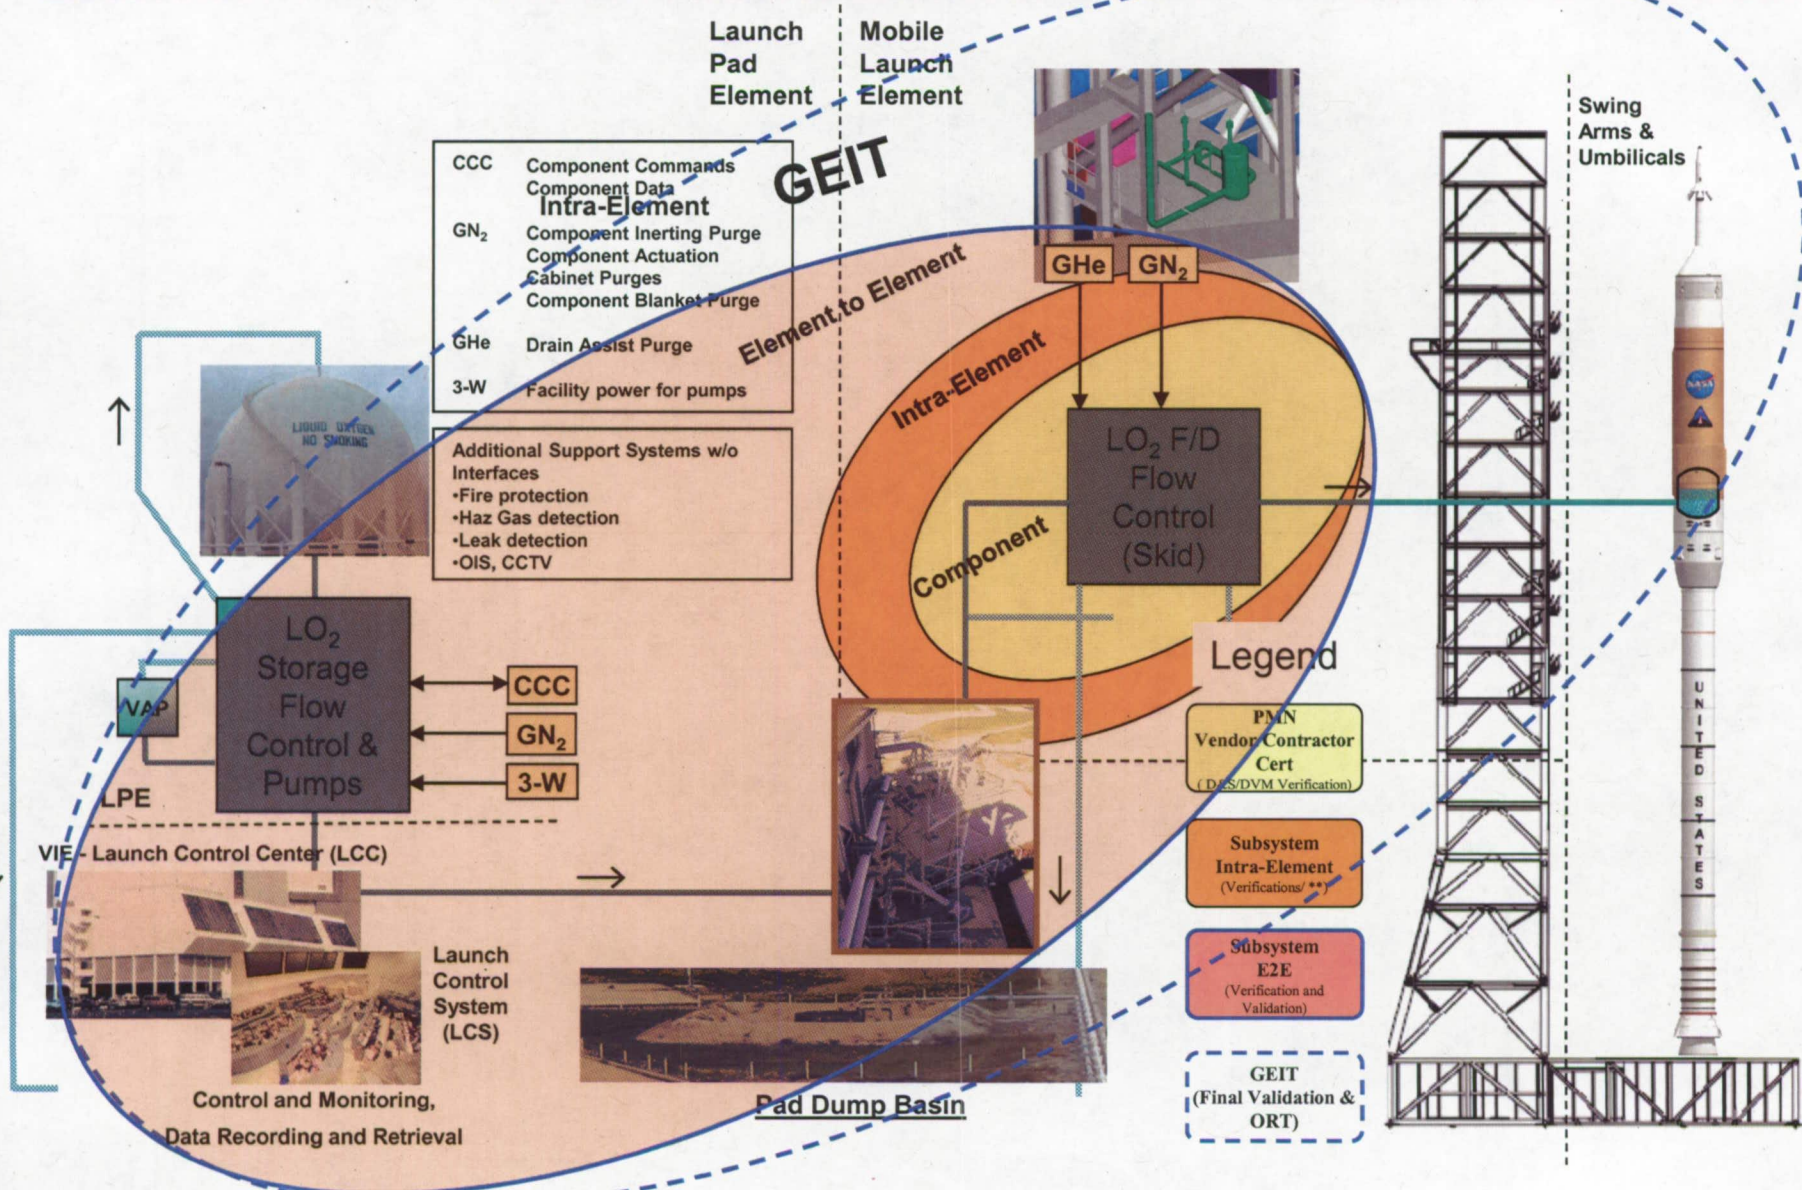 Launch
Pad
Element
Mobile
Launch
Element
GEIT
Swing
Arms &
Umbilicals
CCC Component Commands
Component Data
Intra-Element
GN₂ Component Inerting Purge
Component Actuation
Cabinet Purges
Component Blanket Purge
GHe Drain Assist Purge
3-W Facility power for pumps
Additional Support Systems w/o
Interfaces
•Fire protection
•Haz Gas detection
•Leak detection
•OIS, CCTV
LIQUID OXYGEN
NO SMOKING
Element to Element
Intra-Element
Component
GHe
GN₂
LO₂ F/D
Flow
Control
(Skid)
NASA
LO₂
Storage
Flow
Control &
Pumps
VAP
CCC
GN₂
3-W
LPE
VIE - Launch Control Center (LCC)
Launch
Control
System
(LCS)
Control and Monitoring,
Data Recording and Retrieval
Pad Dump Basin
Legend
PMN
Vendor Contractor
Cert
(D&S/DVM Verification)
Subsystem
Intra-Element
(Verifications/ **)
Subsystem
E2E
(Verification and
Validation)
GEIT
(Final Validation &
ORT)
UNITED STATES